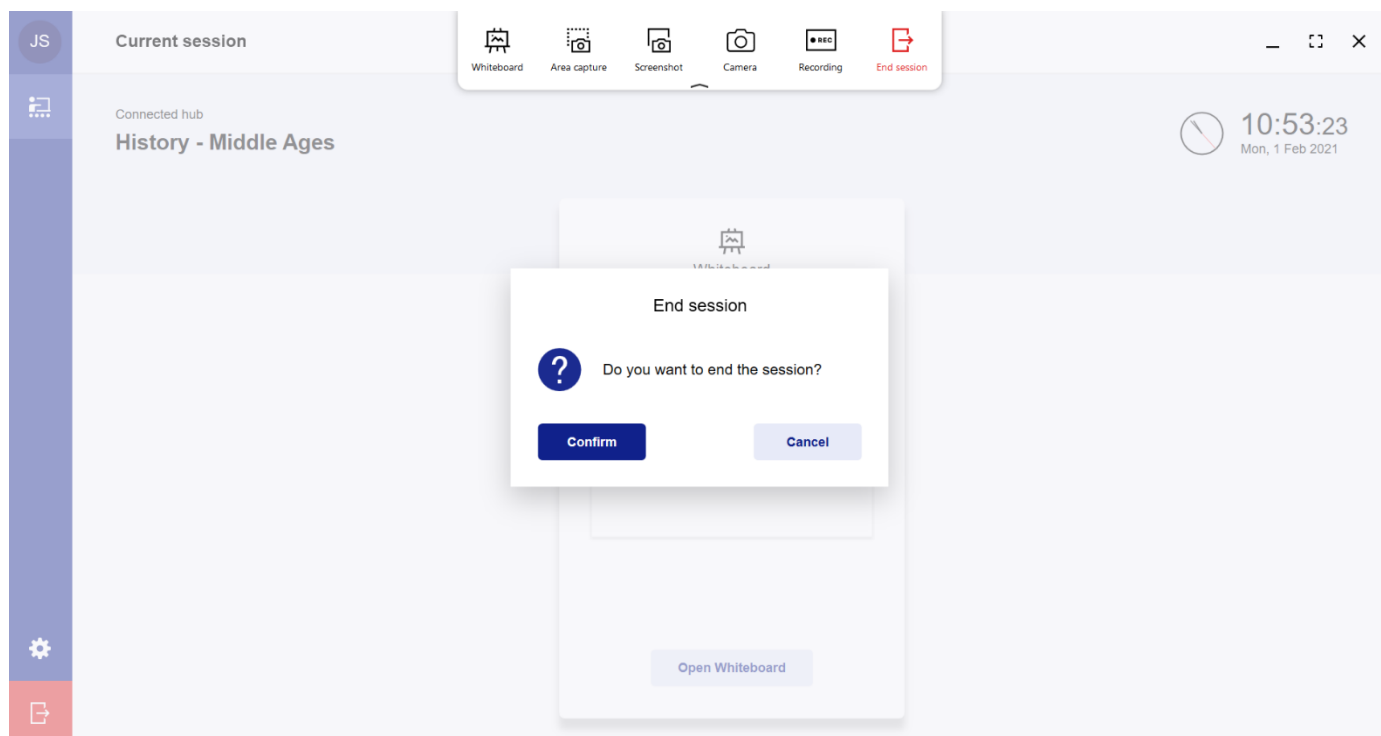 JS
Current session
Whiteboard
Area capture
Screenshot
Camera
● REC
Recording
End session
Connected hub
History - Middle Ages
10:53:23
Mon, 1 Feb 2021
Whiteboard
End session
?
Do you want to end the session?
Confirm
Cancel
Open Whiteboard